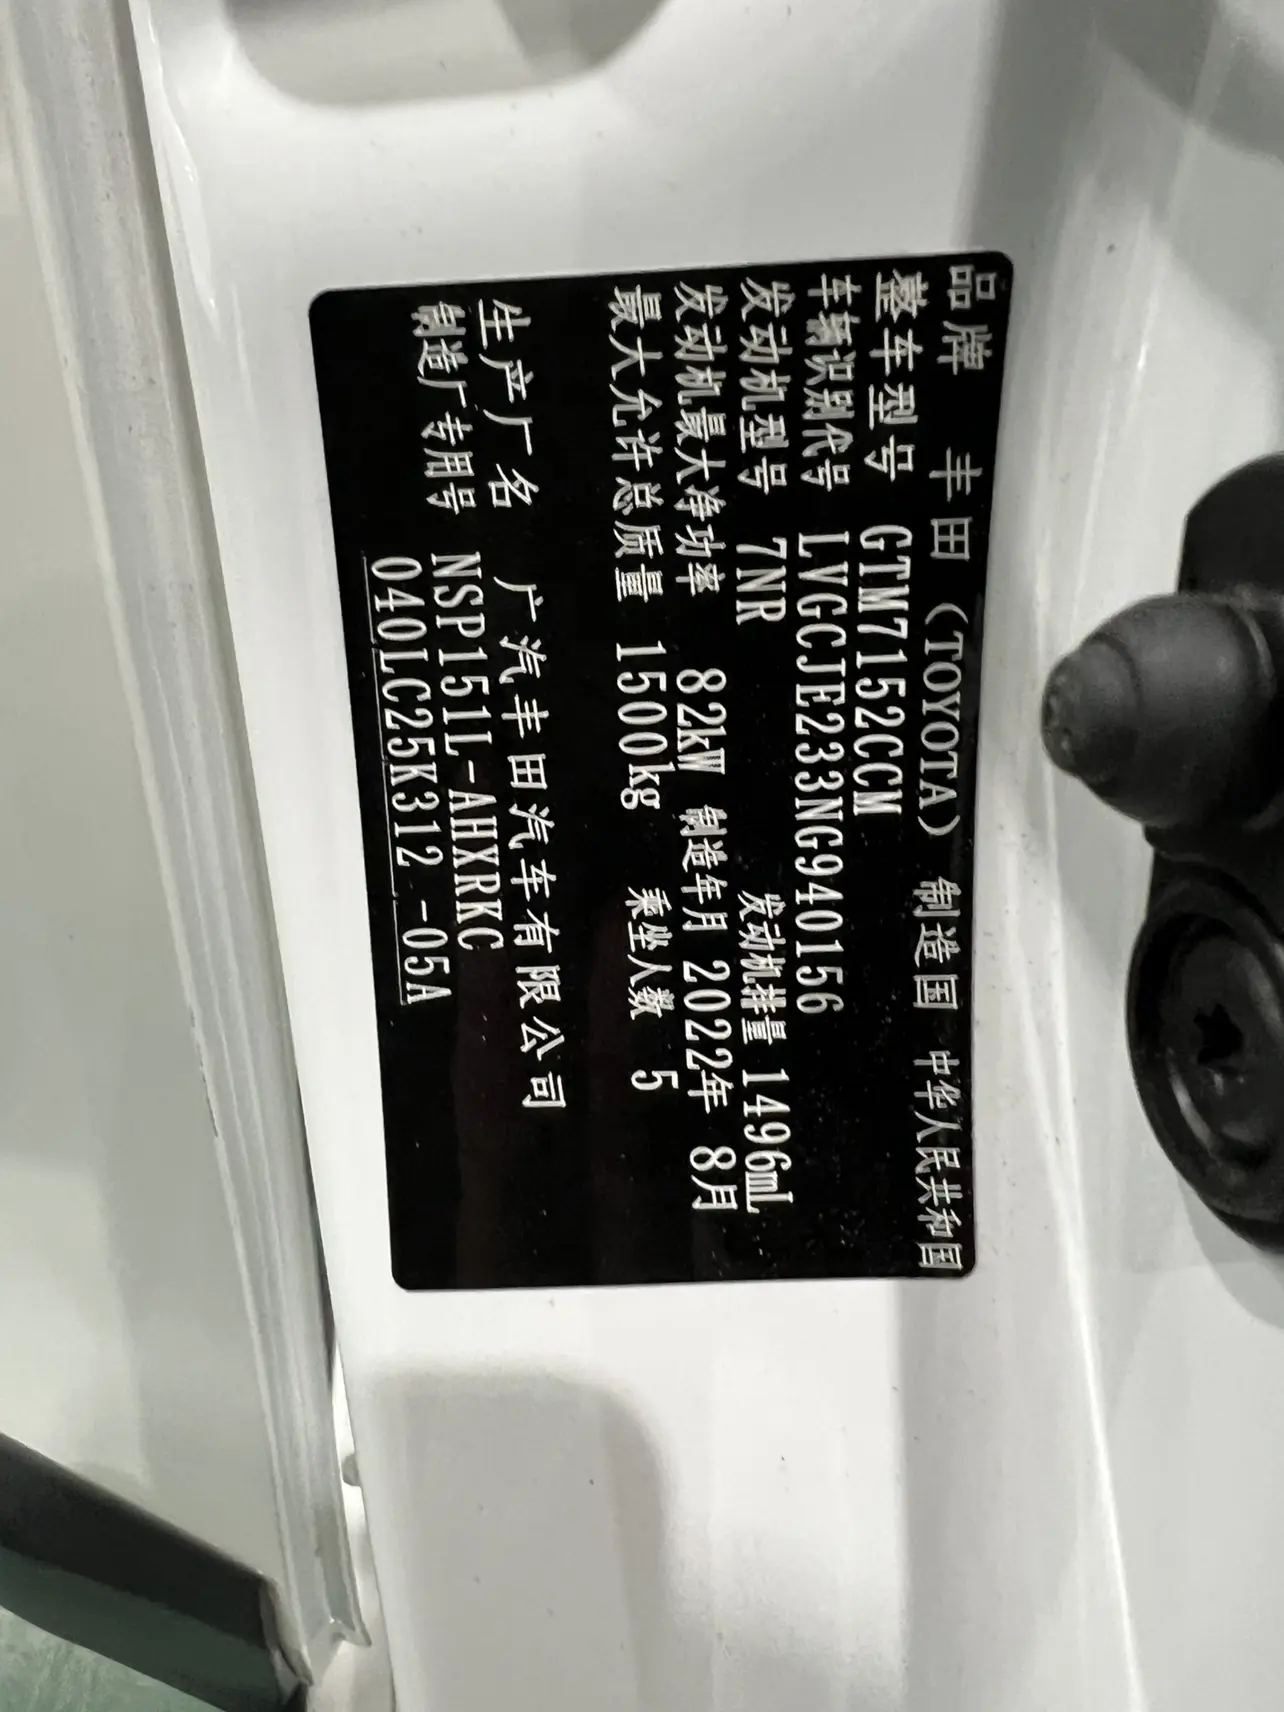 品牌 丰田 (TOYOTA) 制造国 中华人民共和国
整车型号 GTM7152CCM
车辆识别代号 LVGCJE233NG940156
发动机型号 7NR 发动机排量 1496mL
发动机最大净功率 82kW 制造年月 2022年 8月
最大允许总质量 1500kg 乘坐人数 5
生产厂名 广汽丰田汽车有限公司
制造厂专用号 NSP151L-AHXRKC
040LC25K312 -05A